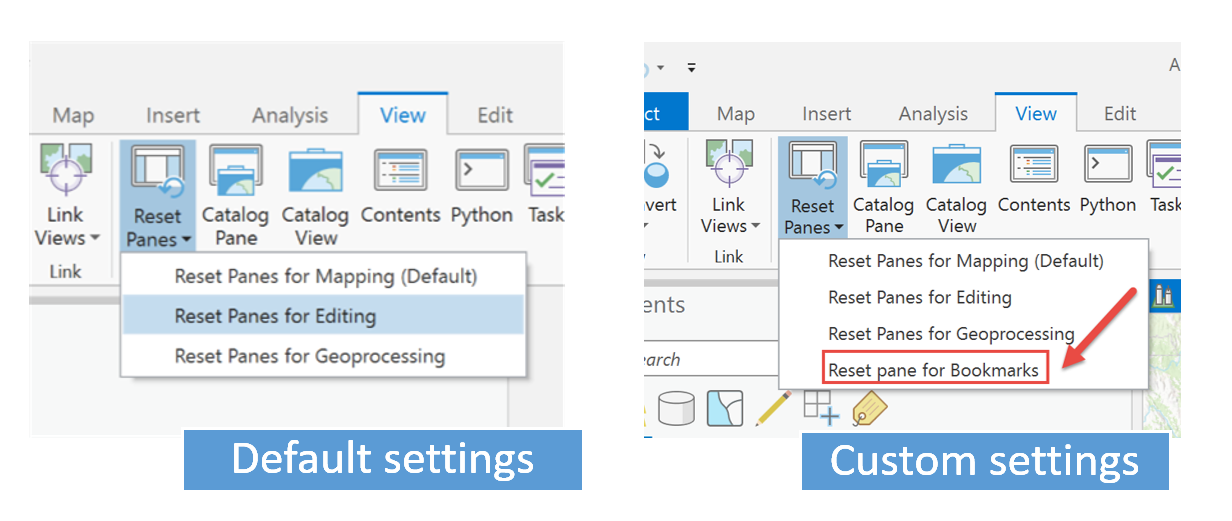 Map Insert Analysis View Edit
Link Views Reset Panes Catalog Pane Catalog View Contents Python Task
Link
Reset Panes for Mapping (Default)
Reset Panes for Editing
Reset Panes for Geoprocessing
Default settings
A
ct Map Insert Analysis View Edit
vert Link Views Reset Panes Catalog Pane Catalog View Contents Python Task
Link
Reset Panes for Mapping (Default)
ents Reset Panes for Editing
Reset Panes for Geoprocessing
earch Reset pane for Bookmarks
Custom settings